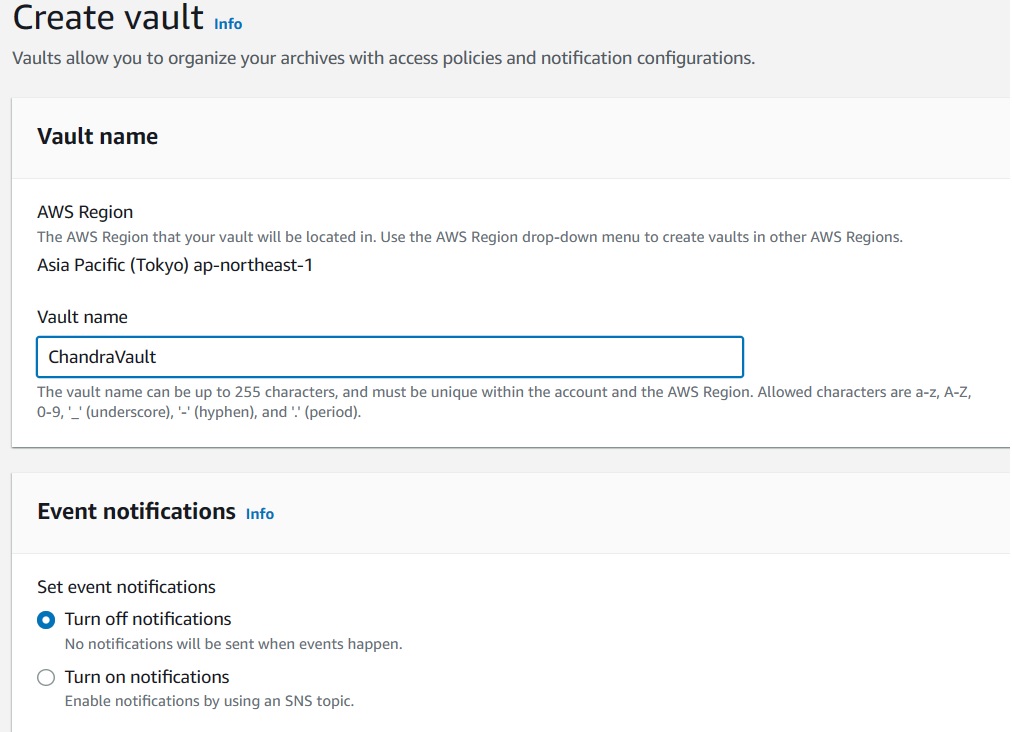 Create vault Info
Vaults allow you to organize your archives with access policies and notification configurations.
Vault name
AWS Region
The AWS Region that your vault will be located in. Use the AWS Region drop-down menu to create vaults in other AWS Regions.
Asia Pacific (Tokyo) ap-northeast-1
Vault name
ChandraVault
The vault name can be up to 255 characters, and must be unique within the account and the AWS Region. Allowed characters are a-z, A-Z,
0-9, '_' (underscore), '-' (hyphen), and '.' (period).
Event notifications Info
Set event notifications
Turn off notifications
No notifications will be sent when events happen.
Turn on notifications
Enable notifications by using an SNS topic.